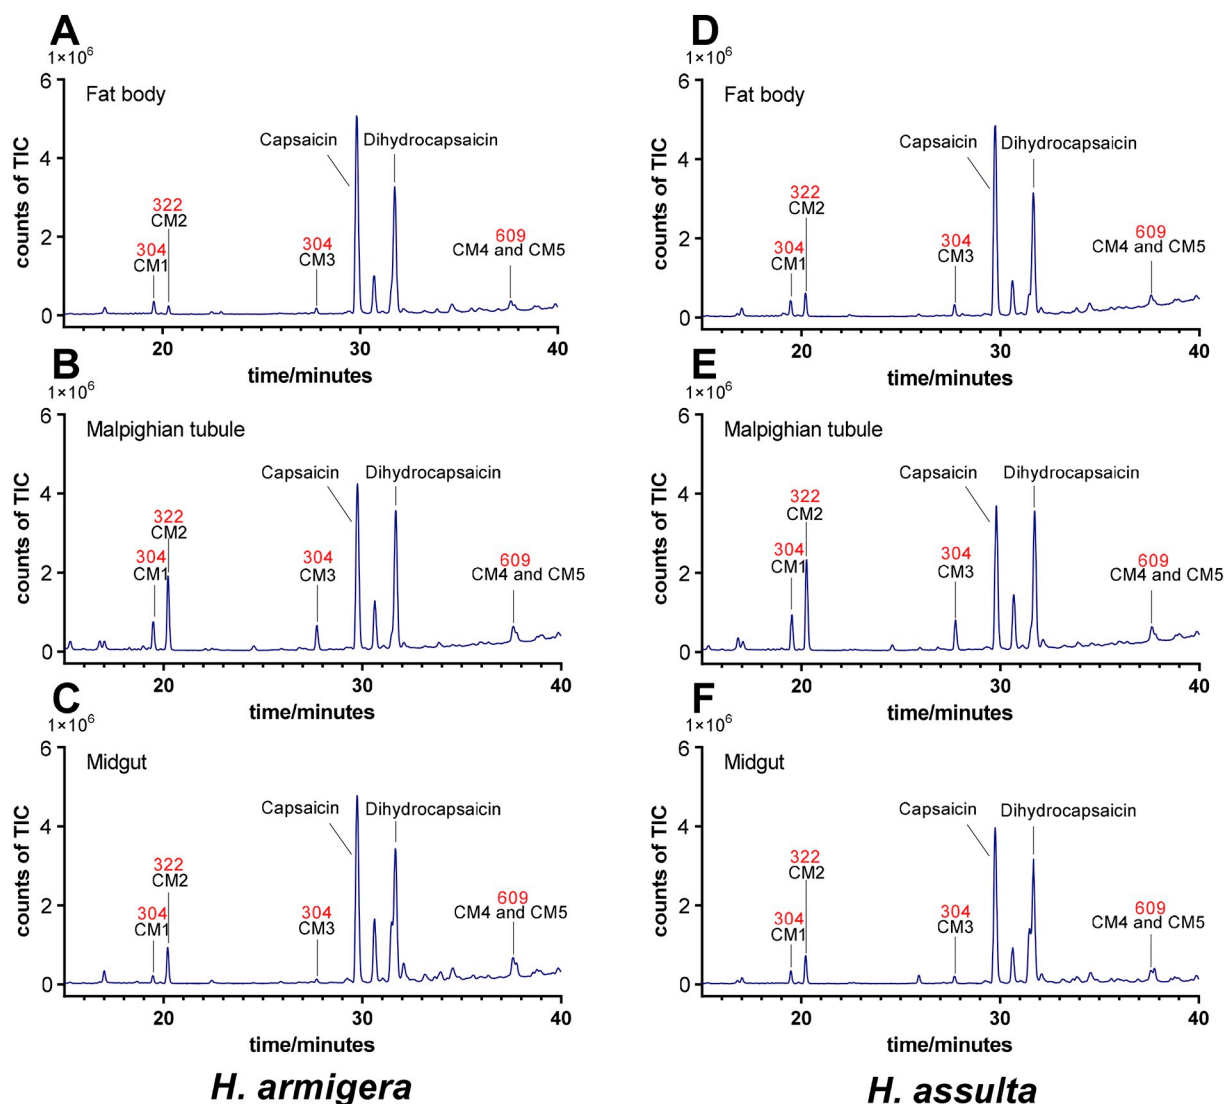 A
1×10⁶
6
4
2
0
counts of TIC
Fat body
Capsaicin
Dihydrocapsaicin
322
CM2
304
CM1
304
CM3
609
CM4 and CM5
20
30
40
time/minutes
B
1×10⁶
6
4
2
0
counts of TIC
Malpighian tubule
Capsaicin
Dihydrocapsaicin
322
CM2
304
CM1
304
CM3
609
CM4 and CM5
20
30
40
time/minutes
C
1×10⁶
6
4
2
0
counts of TIC
Midgut
Capsaicin
Dihydrocapsaicin
322
CM2
304
CM1
304
CM3
609
CM4 and CM5
20
30
40
time/minutes
H. armigera
D
1×10⁶
6
4
2
0
counts of TIC
Fat body
Capsaicin
Dihydrocapsaicin
322
CM2
304
CM1
304
CM3
609
CM4 and CM5
20
30
40
time/minutes
E
1×10⁶
6
4
2
0
counts of TIC
Malpighian tubule
Capsaicin
Dihydrocapsaicin
322
CM2
304
CM1
304
CM3
609
CM4 and CM5
20
30
40
time/minutes
F
1×10⁶
6
4
2
0
counts of TIC
Midgut
Capsaicin
Dihydrocapsaicin
322
CM2
304
CM1
304
CM3
609
CM4 and CM5
20
30
40
time/minutes
H. assulta